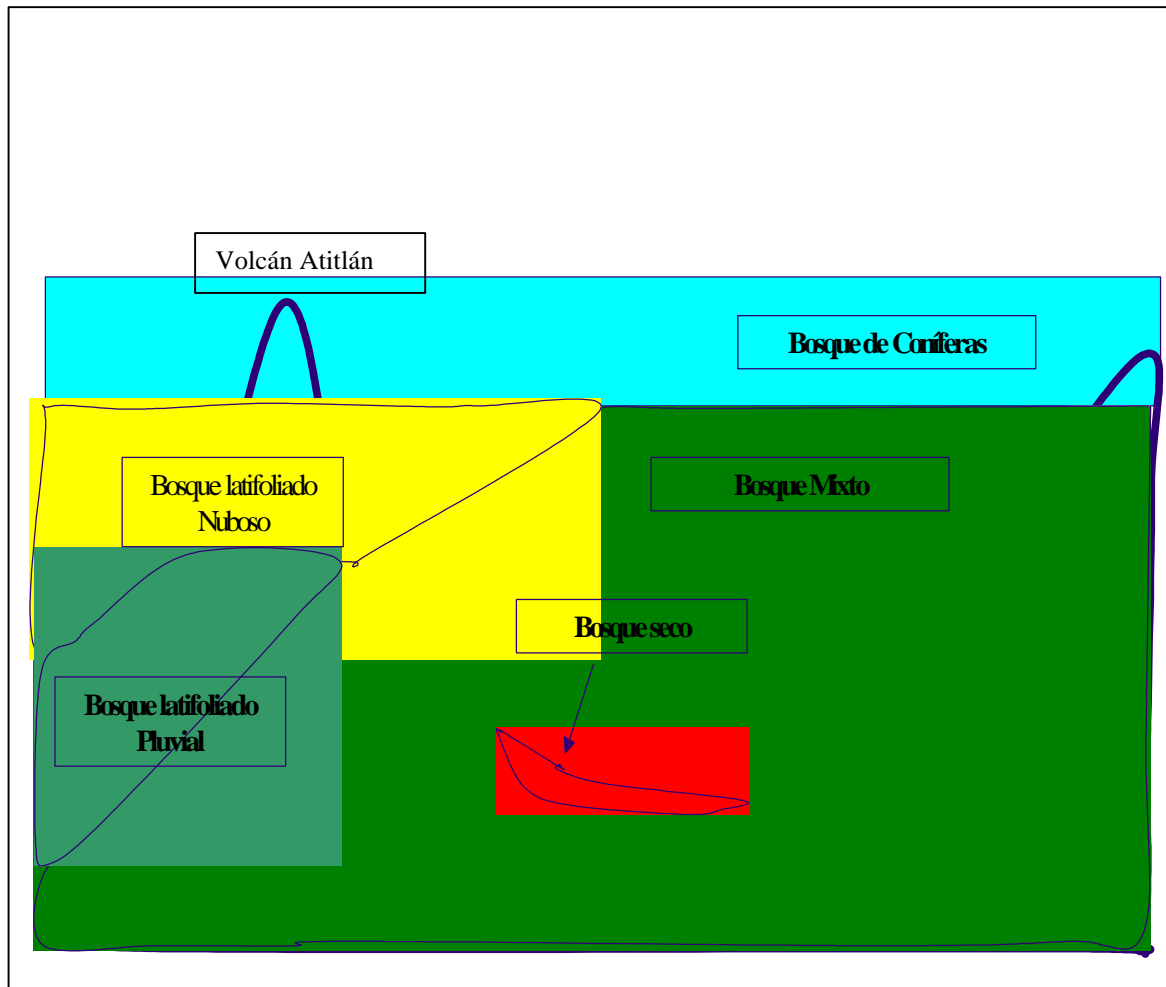 Volcán Atitlán
Bosque de Coníferas
Bosque latifoliado
Nuboso
Bosque Mixto
Bosque seco
Bosque latifoliado
Pluvial